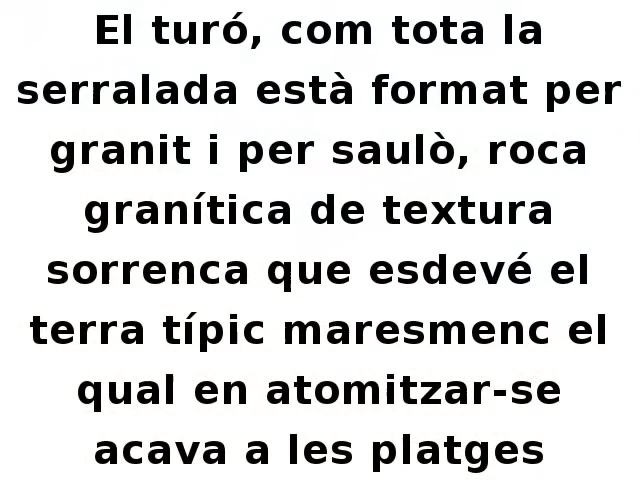 El turó, com tota la
serralada està format per
granit i per saulò, roca
granítica de textura
sorrenca que esdevé el
terra típic maresmenc el
qual en atomitzar-se
acava a les platges